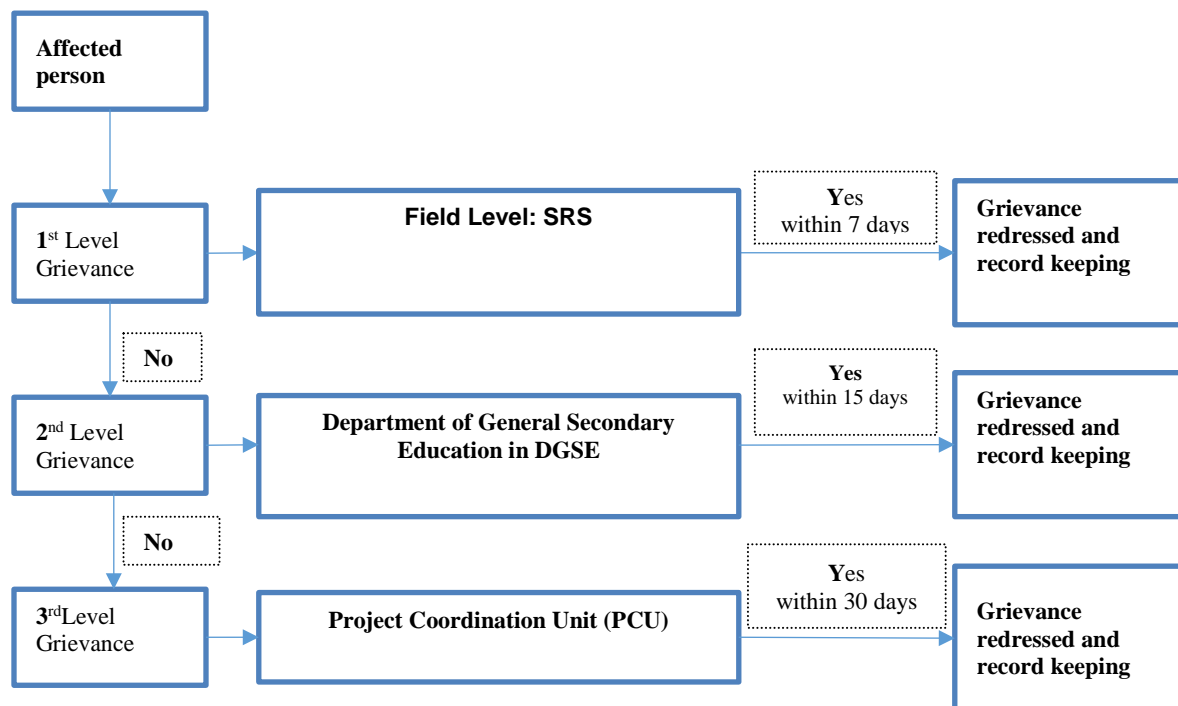 Affected
person
1st Level
Grievance
Field Level: SRS
Yes
within 7 days
Grievance
redressed and
record keeping
No
2nd Level
Grievance
Department of General Secondary
Education in DGSE
Yes
within 15 days
Grievance
redressed and
record keeping
No
3rdLevel
Grievance
Project Coordination Unit (PCU)
Yes
within 30 days
Grievance
redressed and
record keeping